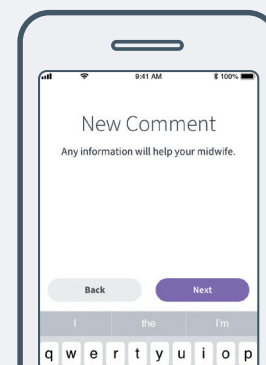 9:41 AM 100%
New Comment
Any information will help your midwife.
Back Next
I the I'm
q w e r t y u i o p